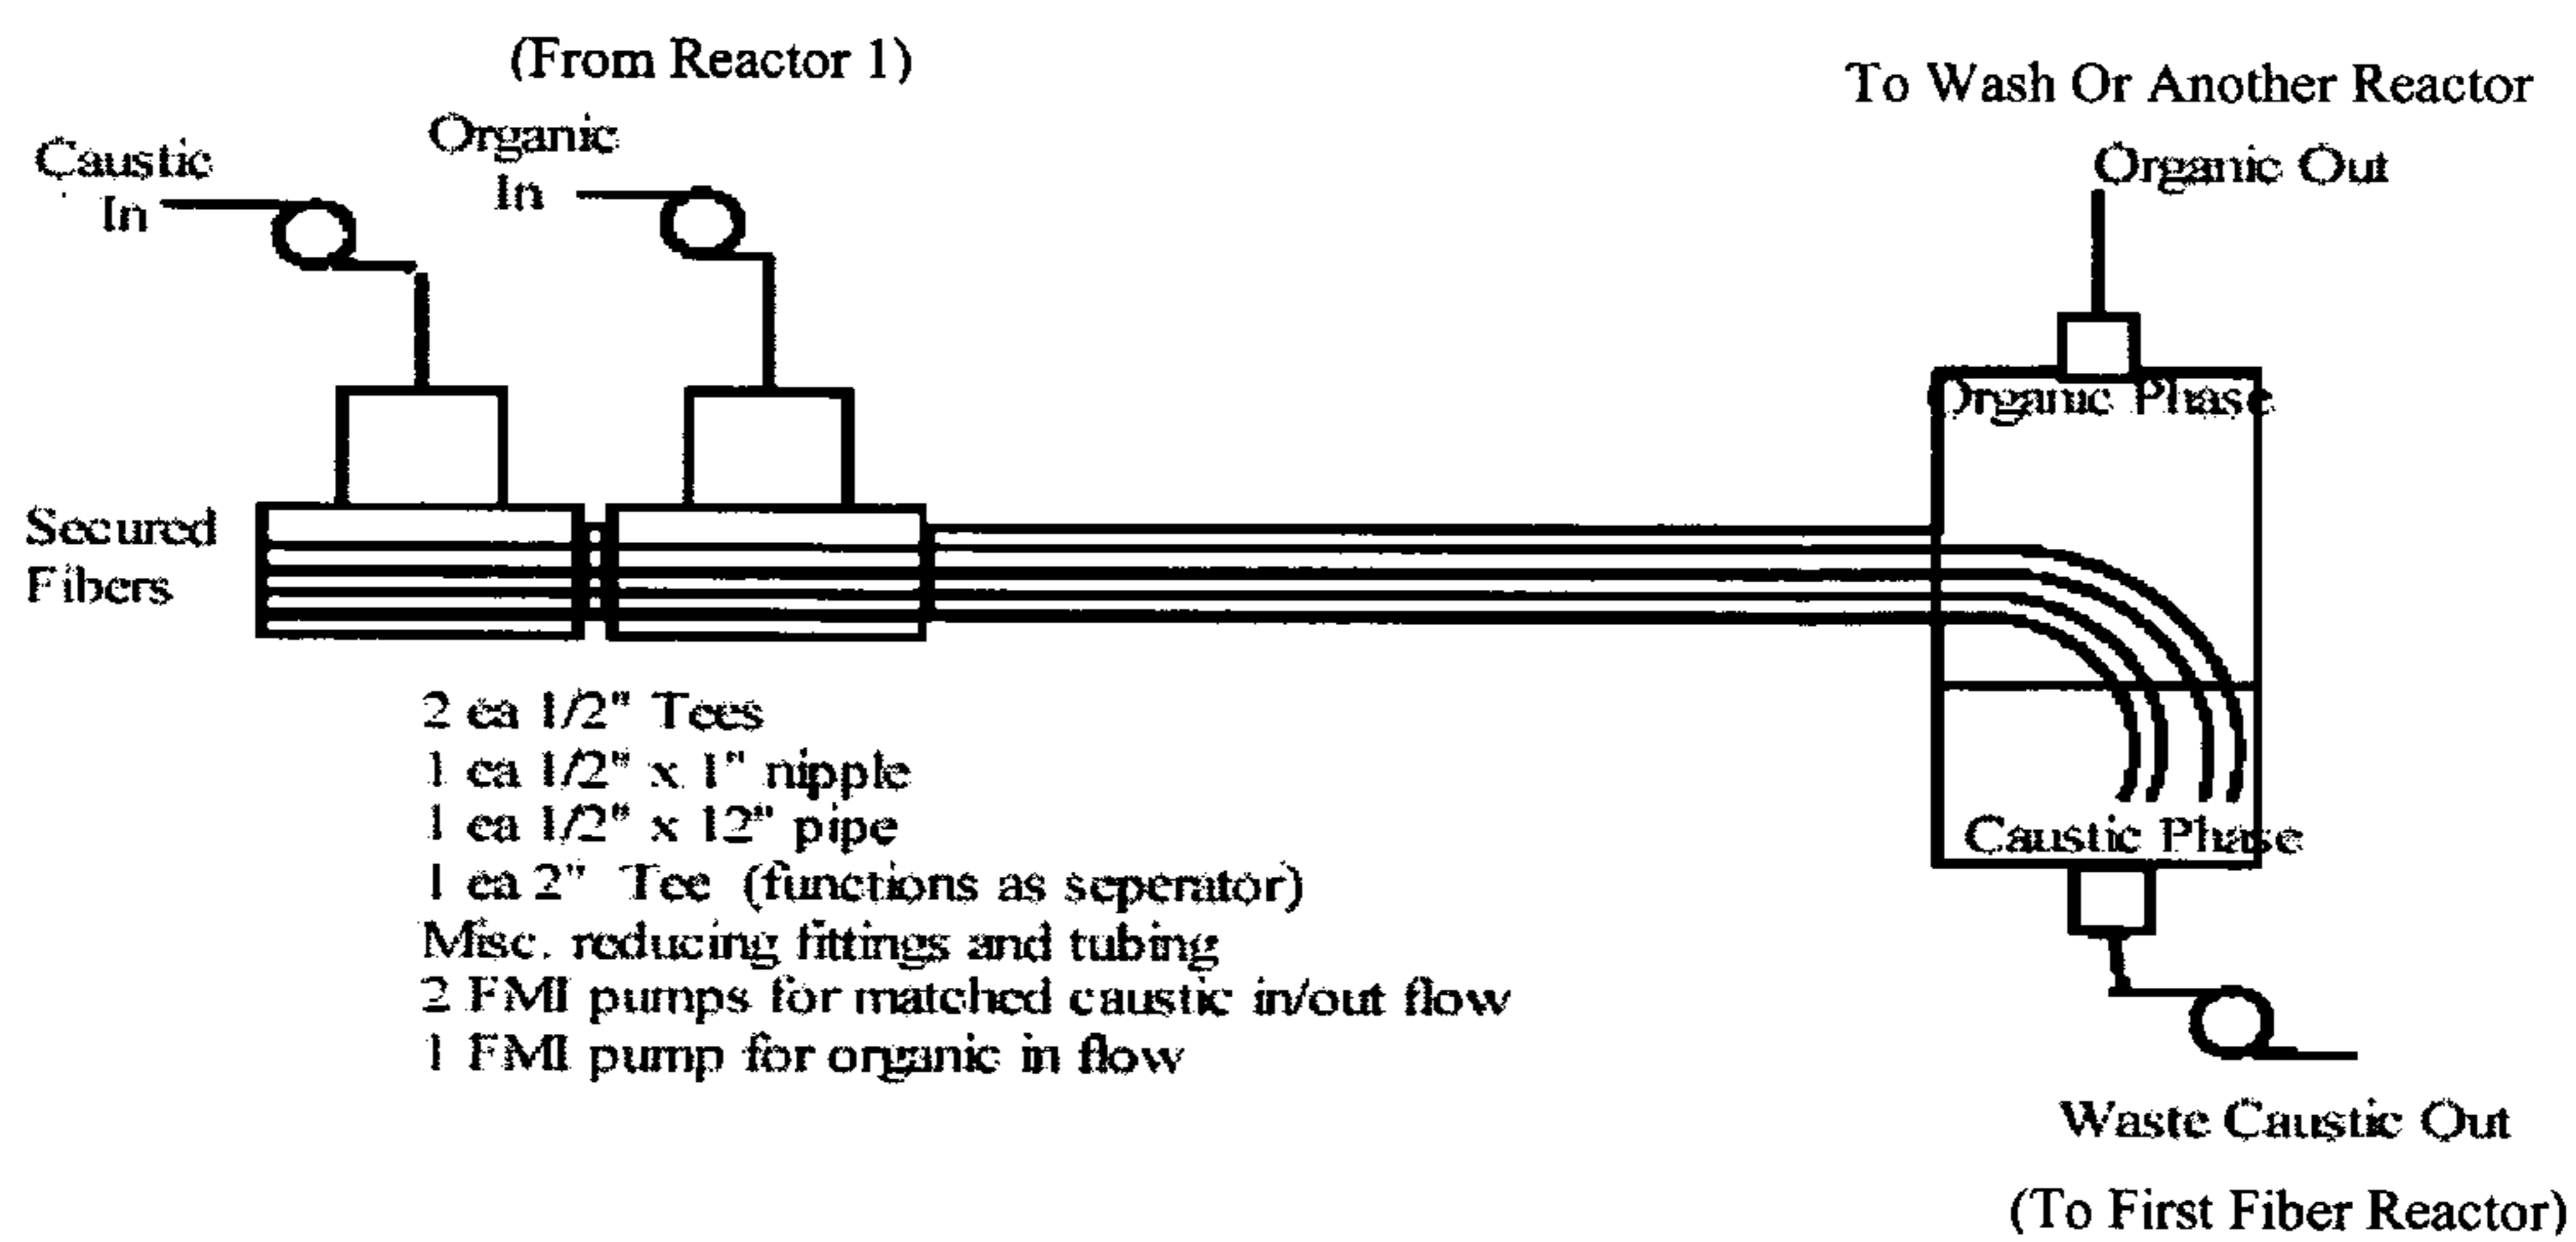 (From Reactor 1)
To Wash Or Another Reactor
Caustic
In
Organic
In
Organic Out
Organic Phase
Secured
Fibers
2 ea 1/2" Tees
1 ea 1/2" x 1" nipple
1 ea 1/2" x 12" pipe
1 ea 2" Tee (functions as seperator)
Misc. reducing fittings and tubing
2 FMI pumps for matched caustic in/out flow
1 FMI pump for organic in flow
Caustic Phase
Waste Caustic Out
(To First Fiber Reactor)